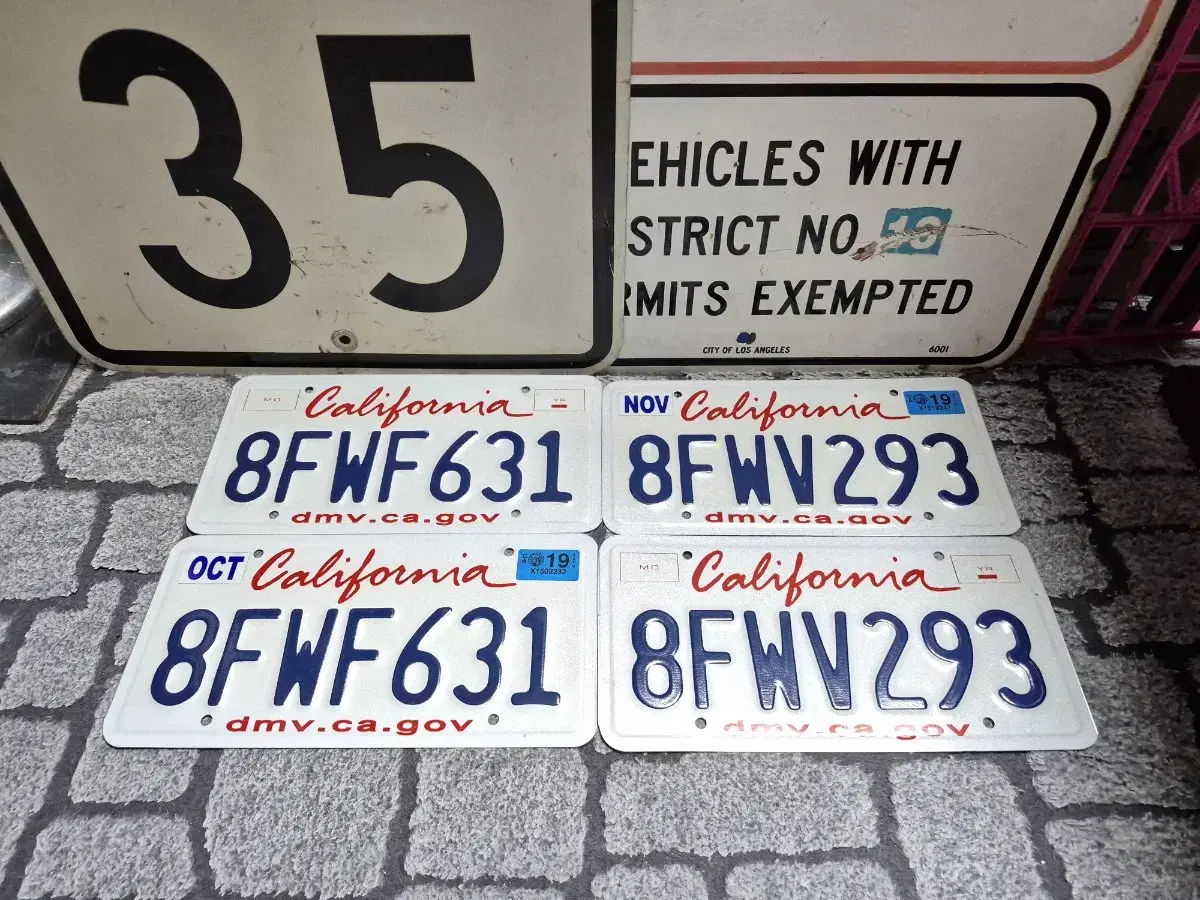 35
EHICLES WITH
STRICT NO. 19
RMITS EXEMPTED
CITY OF LOS ANGELES 6001
MO California YR
8FWF631
dmv.ca.gov
NOV California 19
8FWV293
dmv.ca.gov
OCT California 19
X1502232
8FWF631
dmv.ca.gov
MO California YR
8FWV293
dmv.ca.gov